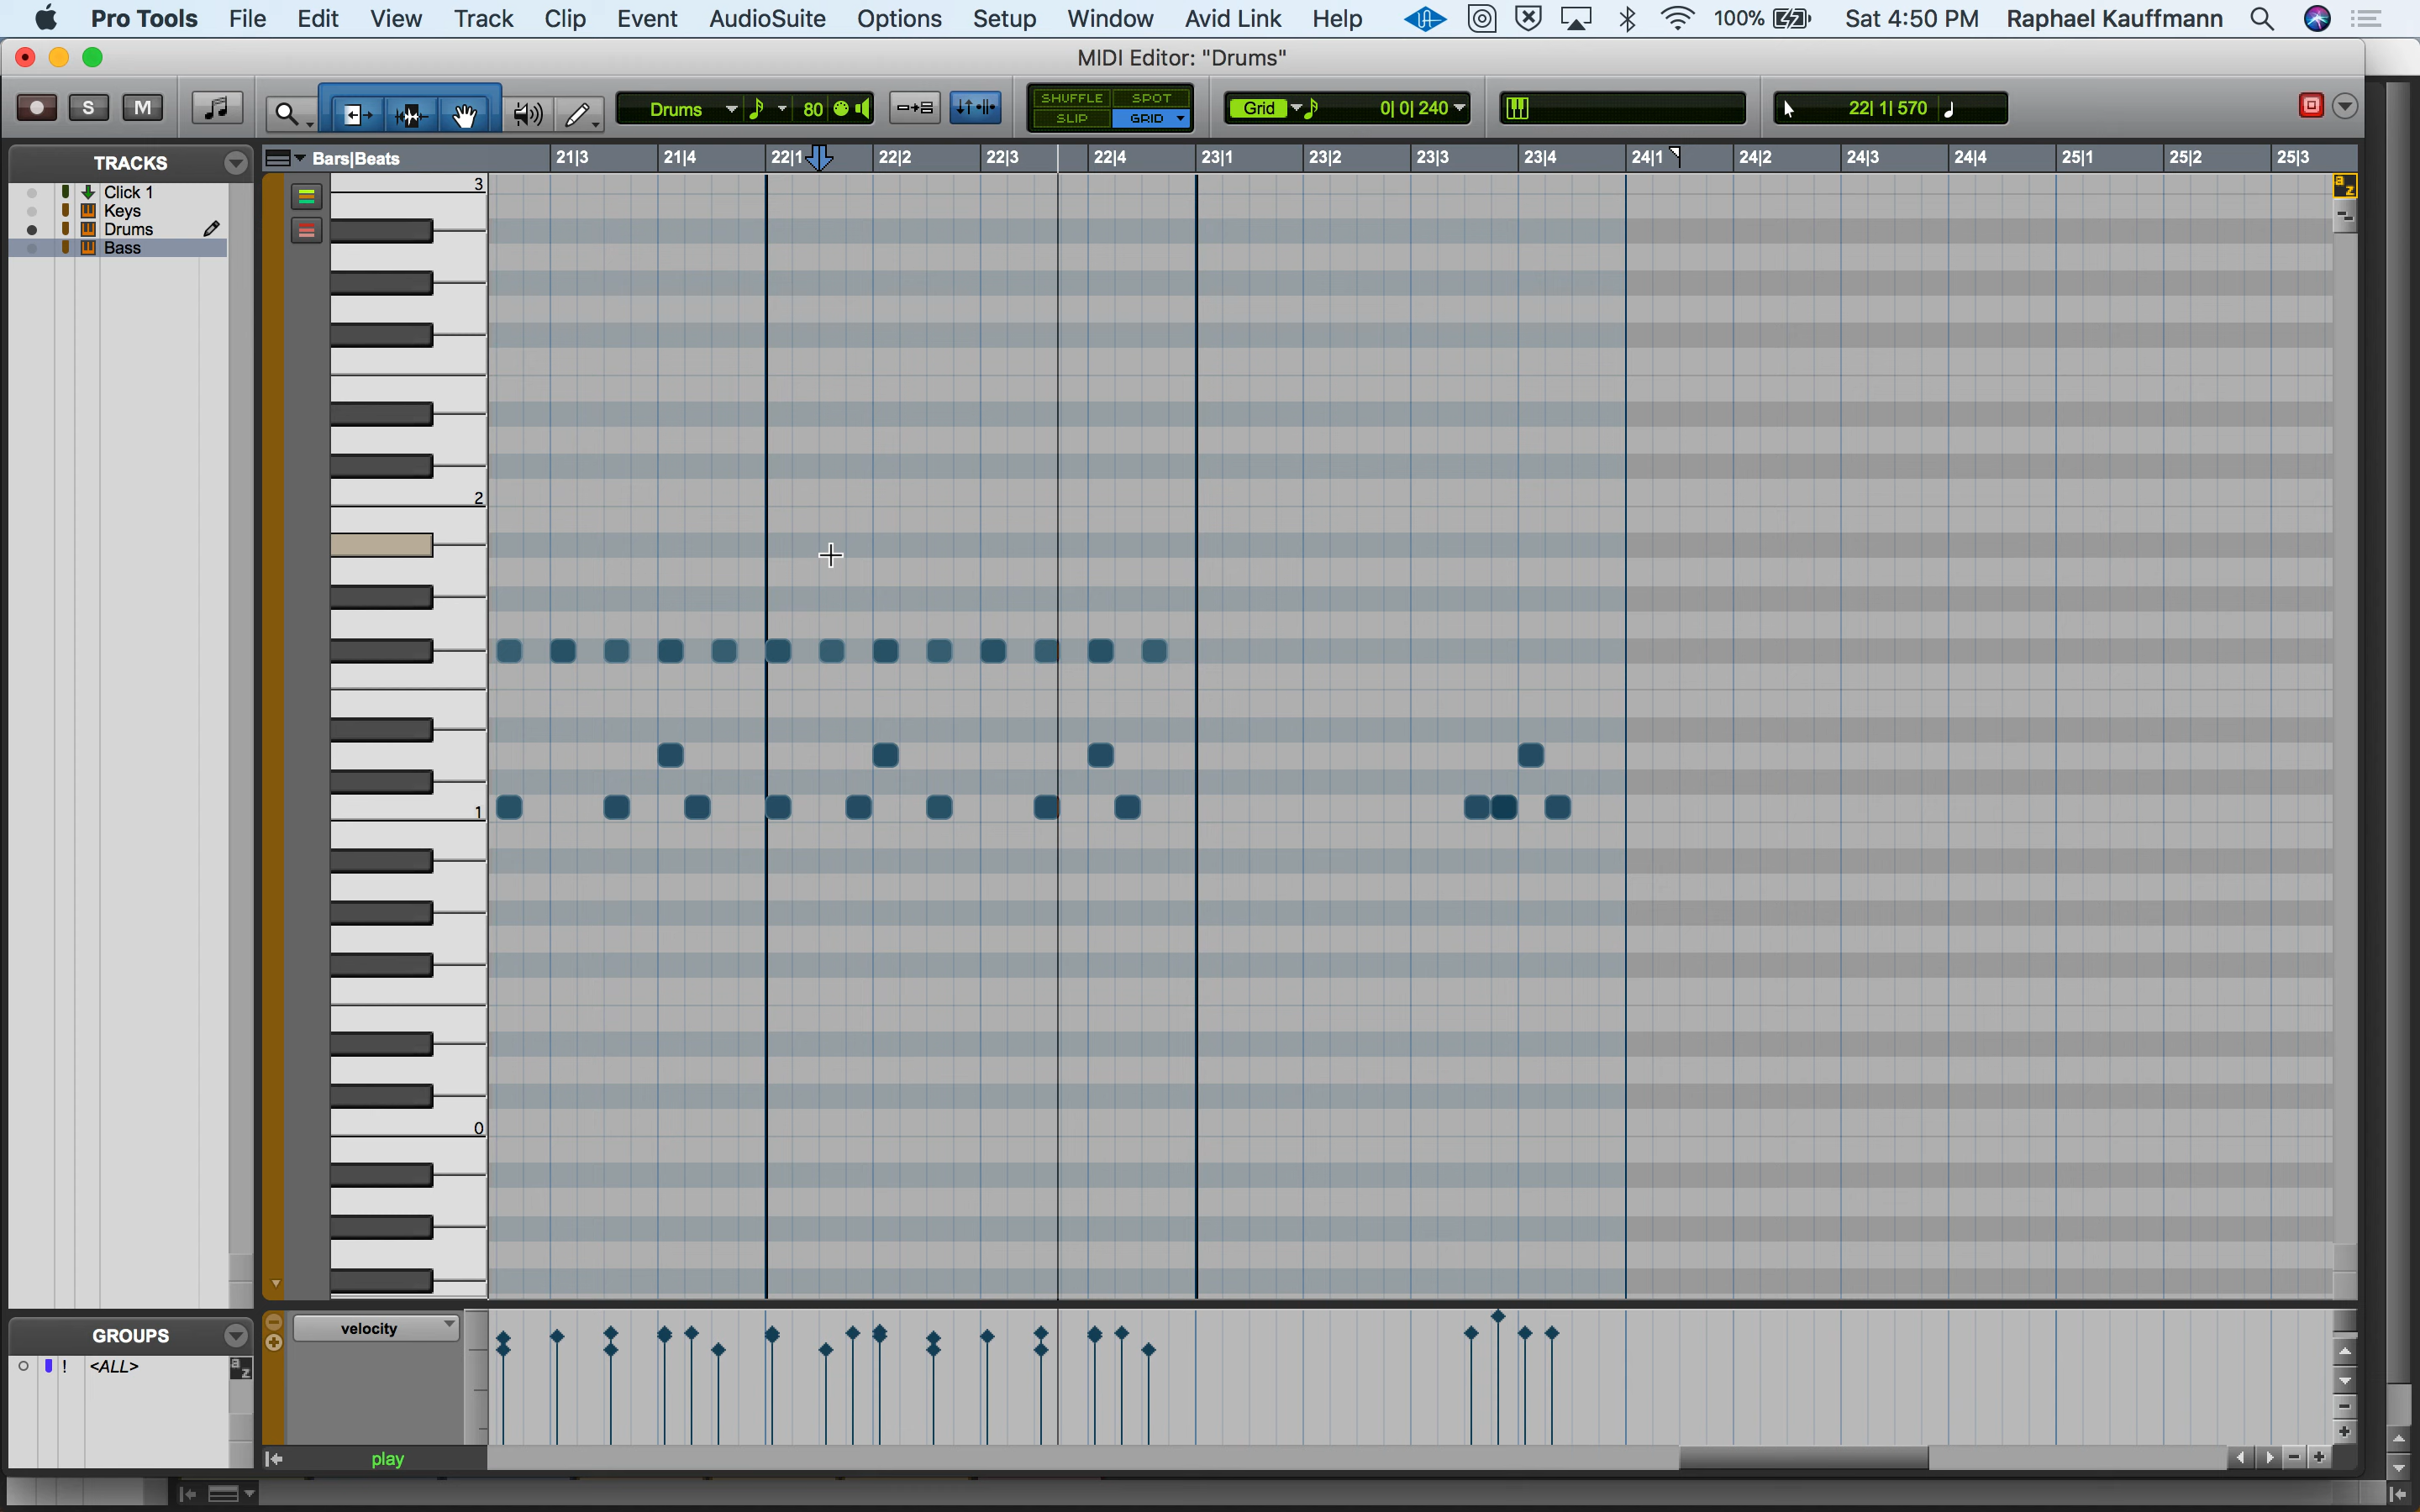 Pro Tools File Edit View Track Clip Event AudioSuite Options Setup Window Avid Link Help 100% Sat 4:50 PM Raphael Kauffmann
MIDI Editor: "Drums"
S M Drums 80 SHUFFLE SPOT SLIP GRID Grid 0| 0| 240 22| 1| 570
TRACKS
Bars|Beats 21|3 21|4 22|1 22|2 22|3 22|4 23|1 23|2 23|3 23|4 24|1 24|2 24|3 24|4 25|1 25|2 25|3
Click 1
Keys
Drums
Bass
a z
3
2
1
0
GROUPS
velocity
! <ALL>
a z
play